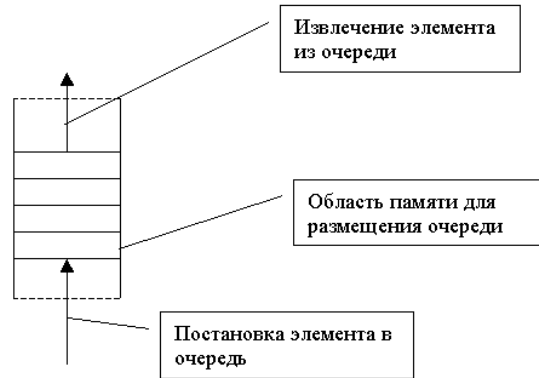 Извлечение элемента
из очереди
Область памяти для
размещения очереди
Постановка элемента в
очередь